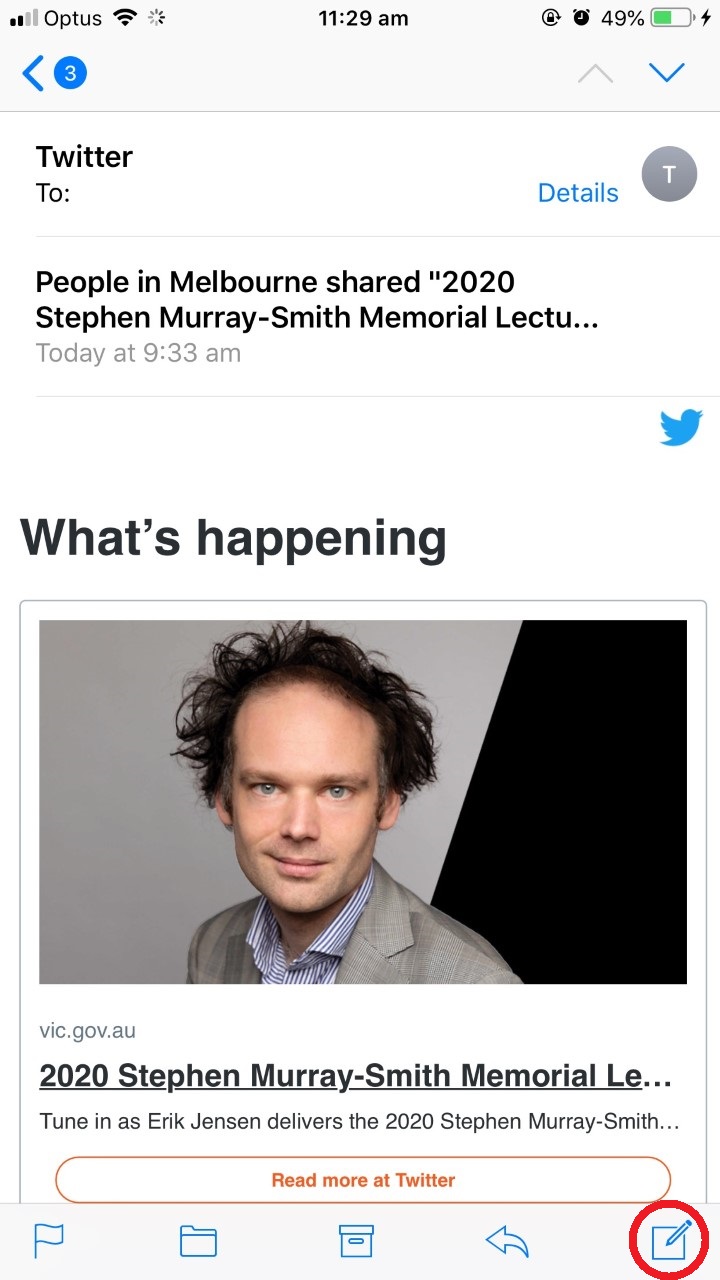 Optus 11:29 am 49%
3
Twitter
To:
Details
T
People in Melbourne shared "2020
Stephen Murray-Smith Memorial Lectu...
Today at 9:33 am
What’s happening
vic.gov.au
2020 Stephen Murray-Smith Memorial Le...
Tune in as Erik Jensen delivers the 2020 Stephen Murray-Smith...
Read more at Twitter